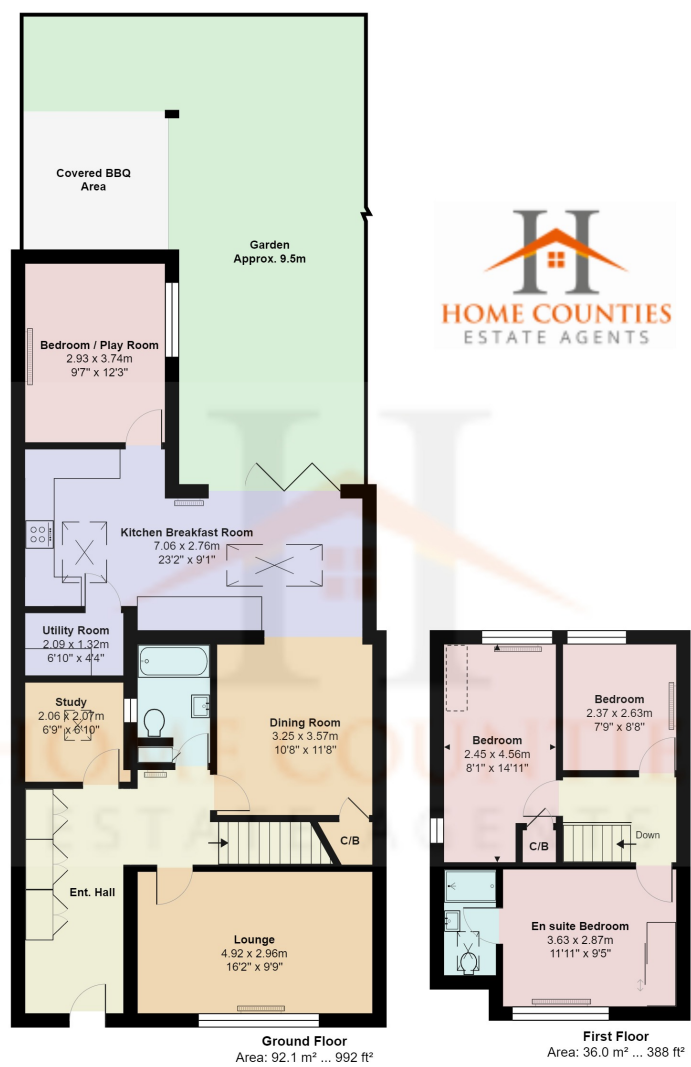 Covered BBQ
Area
Garden
Approx. 9.5m
HOME COUNTIES
ESTATE AGENTS
Bedroom / Play Room
2.93 x 3.74m
9'7" x 12'3"
Kitchen Breakfast Room
7.06 x 2.76m
23'2" x 9'1"
Utility Room
2.09 x 1.32m
6'10" x 4'4"
Study
2.06 x 2.07m
6'9" x 6'10"
Dining Room
3.25 x 3.57m
10'8" x 11'8"
C/B
Ent. Hall
Lounge
4.92 x 2.96m
16'2" x 9'9"
Ground Floor
Area: 92.1 m² ... 992 ft²
Bedroom
2.45 x 4.56m
8'1" x 14'11"
Bedroom
2.37 x 2.63m
7'9" x 8'8"
C/B
Down
En suite Bedroom
3.63 x 2.87m
11'11" x 9'5"
First Floor
Area: 36.0 m² ... 388 ft²
HOME COUNTIES
ESTATE AGENTS